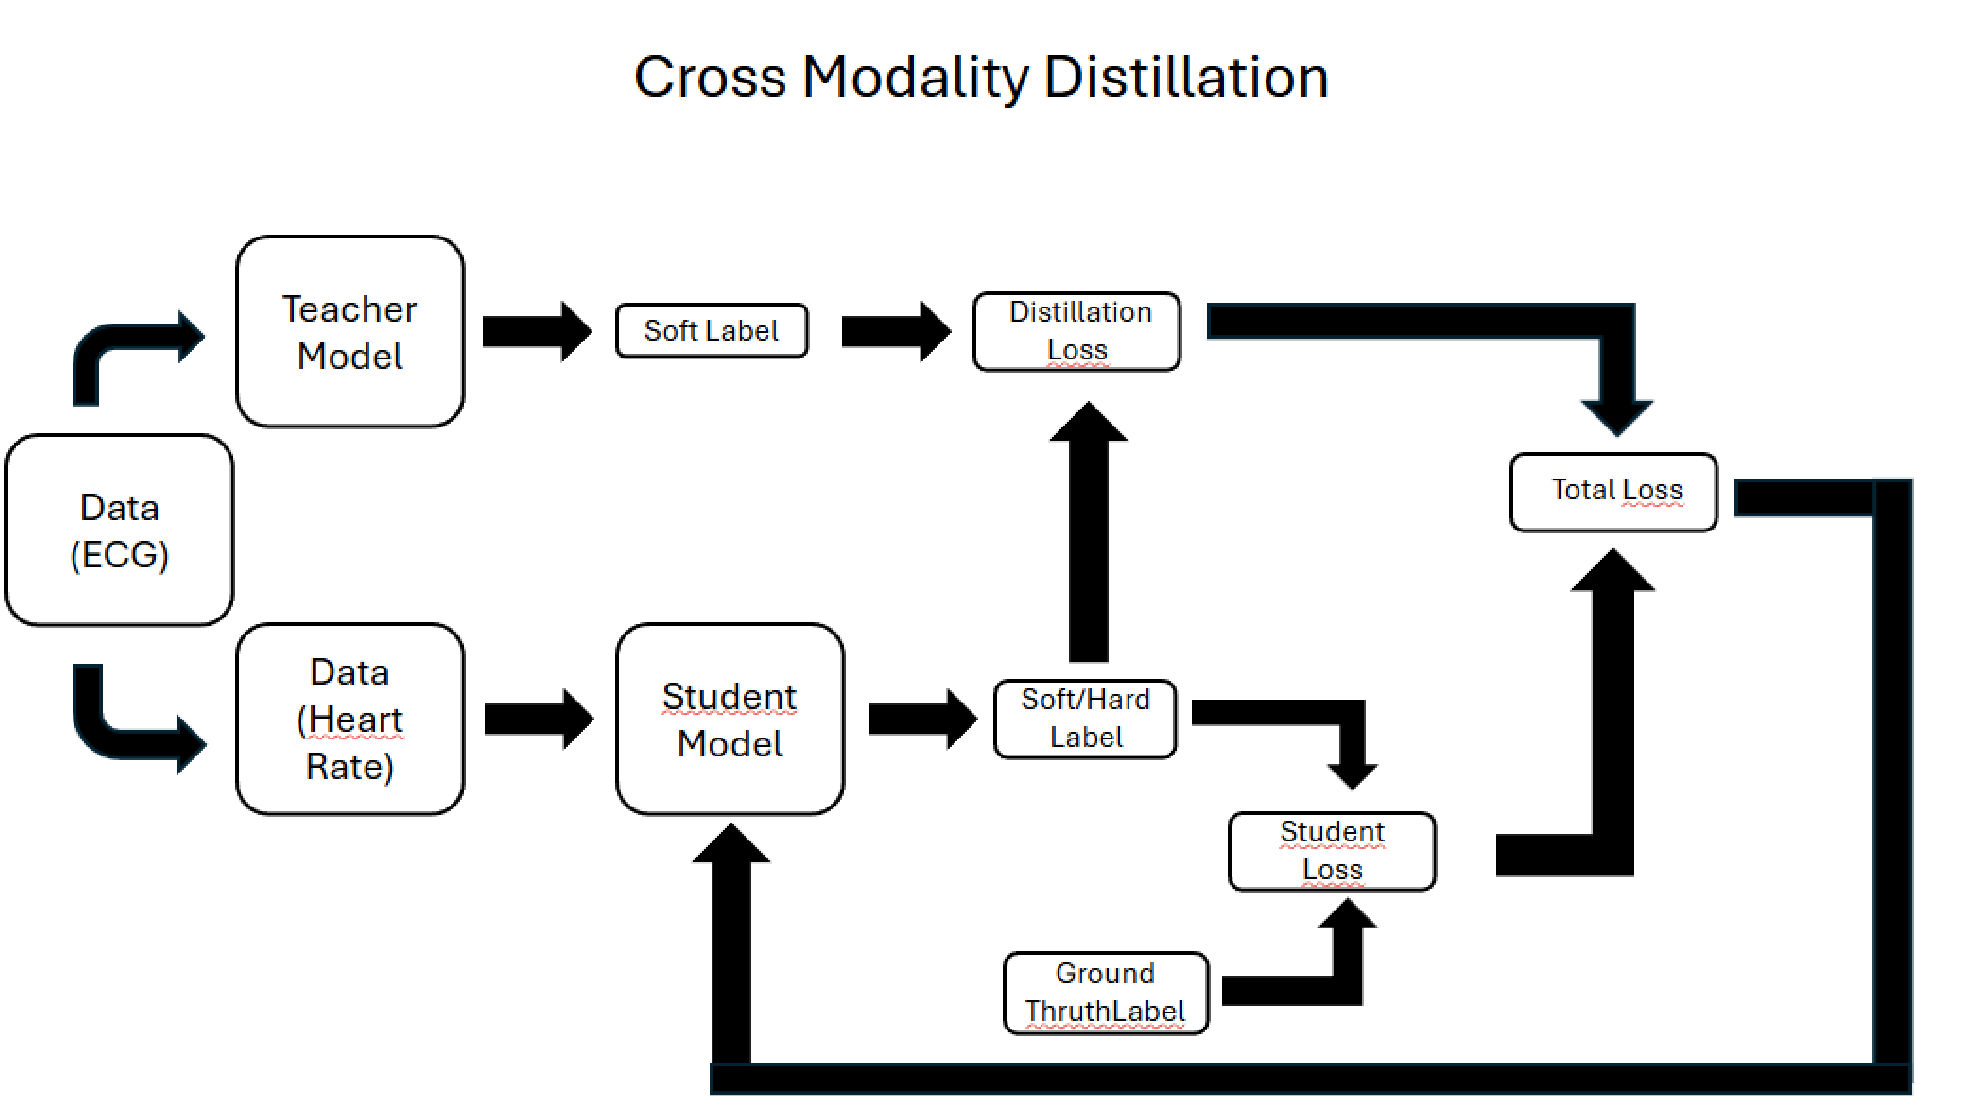 Cross Modality Distillation
Teacher
Model
Soft Label
Distillation
Loss
Data
(ECG)
Total Loss
Data
(Heart
Rate)
Student
Model
Soft/Hard
Label
Student
Loss
Ground
ThruthLabel